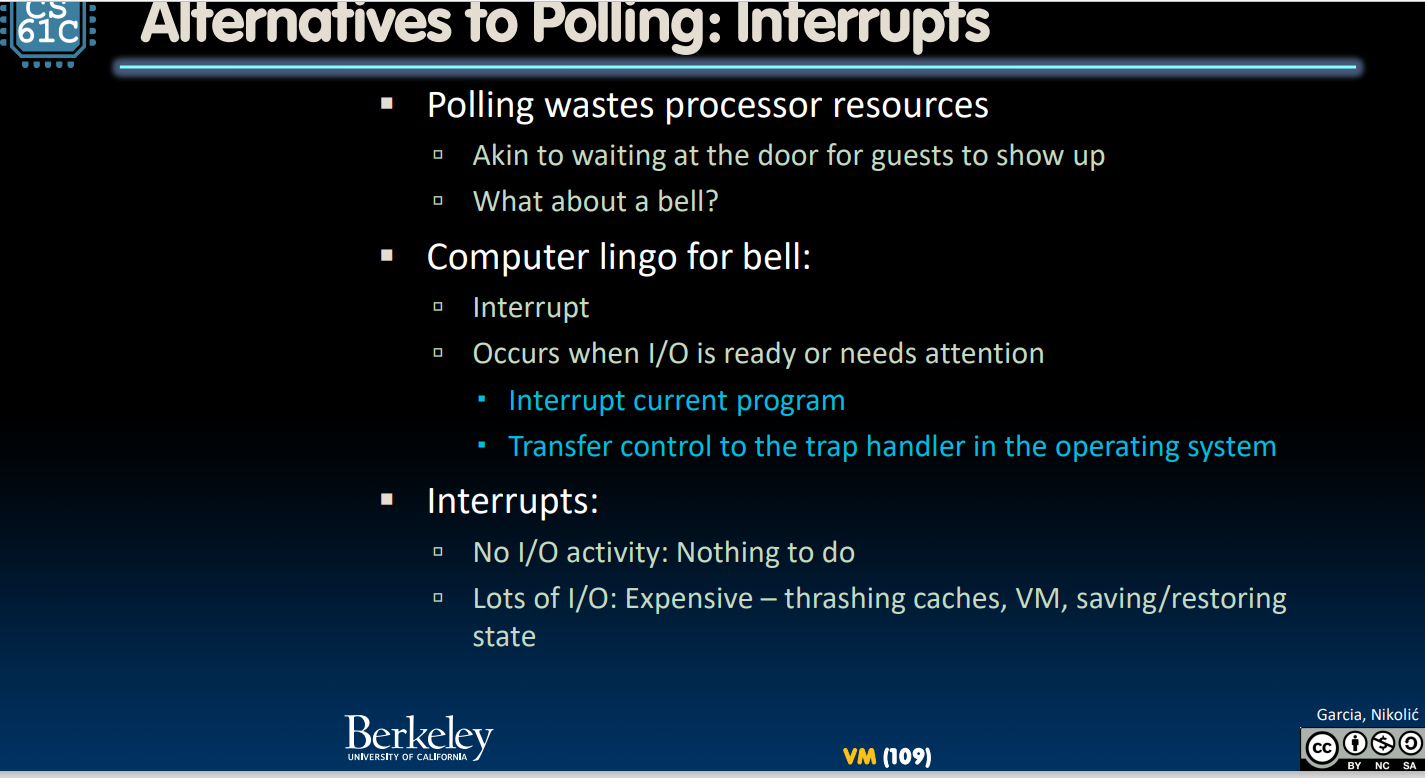 CS
61C
Alternatives to Polling: Interrupts
Polling wastes processor resources
Akin to waiting at the door for guests to show up
What about a bell?
Computer lingo for bell:
Interrupt
Occurs when I/O is ready or needs attention
Interrupt current program
Transfer control to the trap handler in the operating system
Interrupts:
No I/O activity: Nothing to do
Lots of I/O: Expensive – thrashing caches, VM, saving/restoring
state
Berkeley
UNIVERSITY OF CALIFORNIA
VM (109)
Garcia, Nikolić
cc
BY NC SA